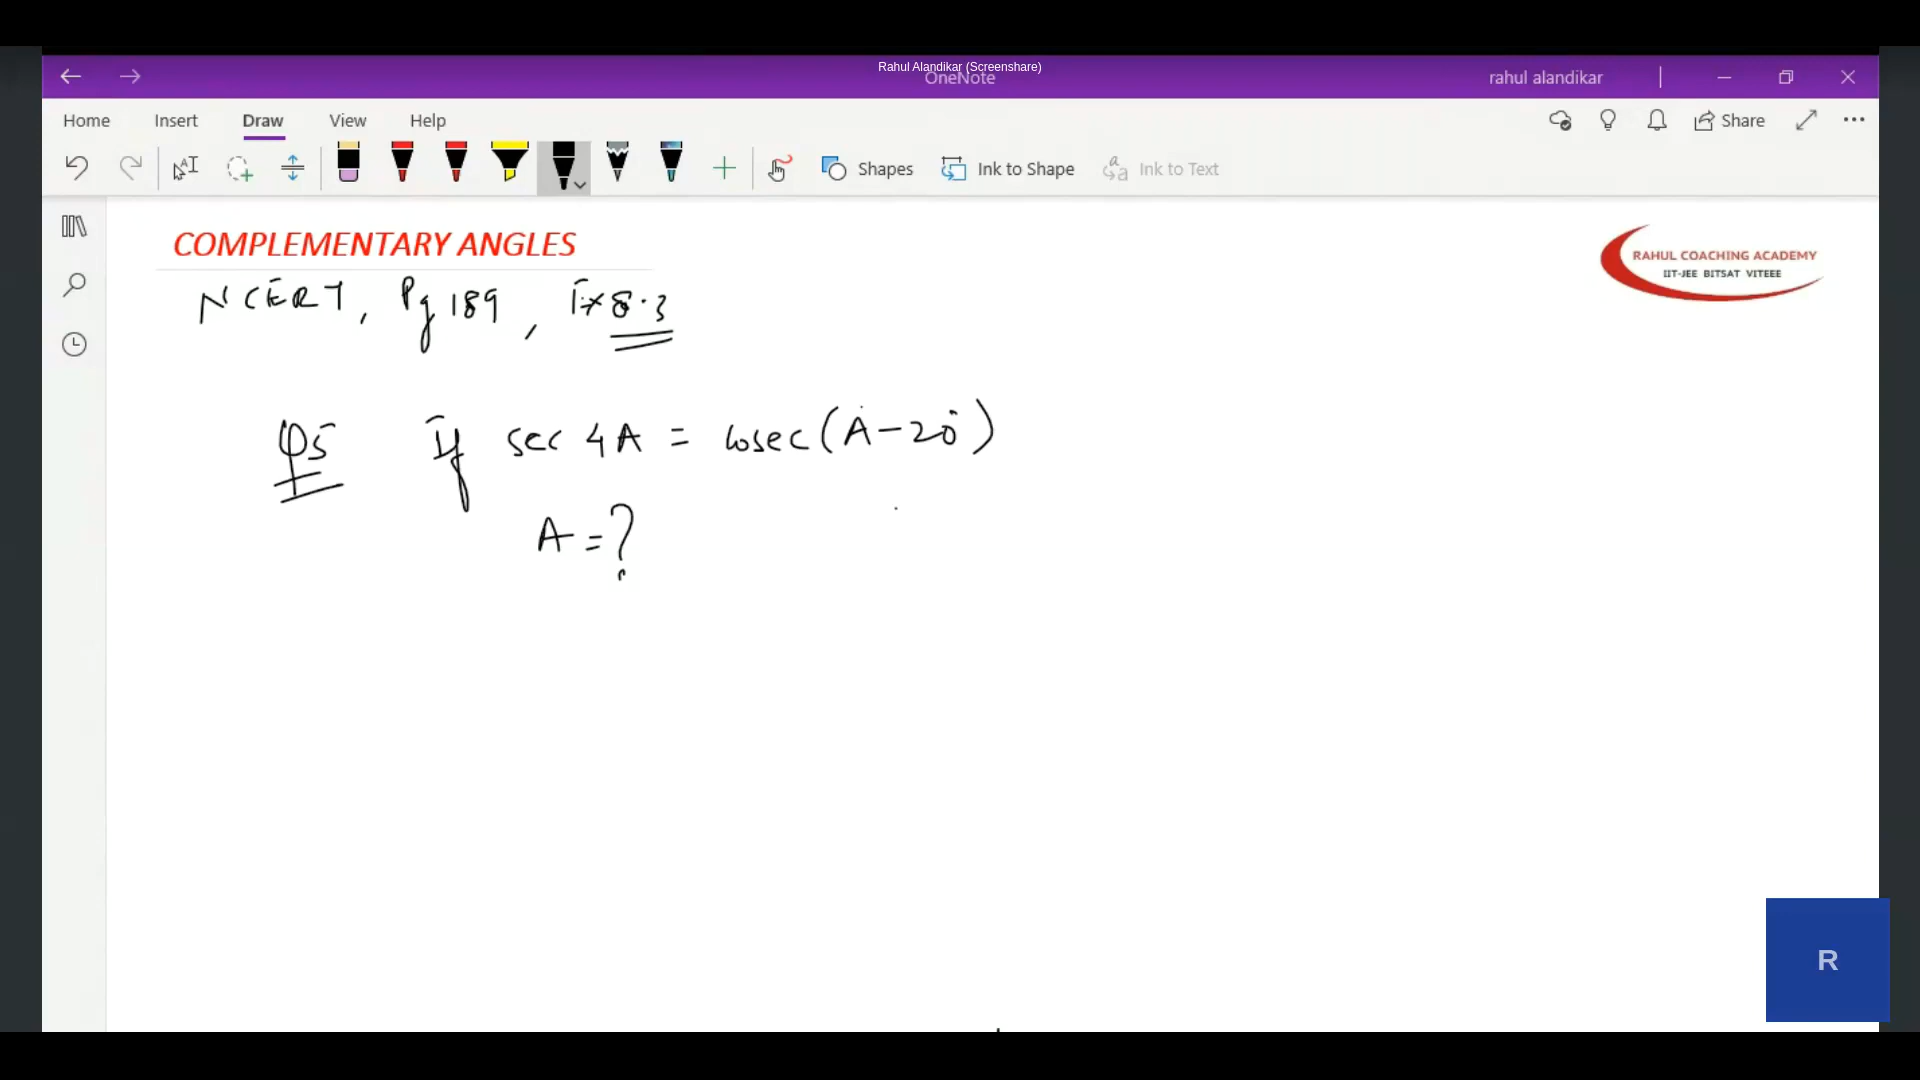 Rahul Alandikar (Screenshare)
OneNote
rahul alandikar
Home Insert Draw View Help
Share
Shapes Ink to Shape Ink to Text
COMPLEMENTARY ANGLES
RAHUL COACHING ACADEMY
IIT-JEE BITSAT VITEEE
NCERT, Pg 189, Ex 8.3
Q5 If sec 4A = cosec(A-20°)
A = ?
R